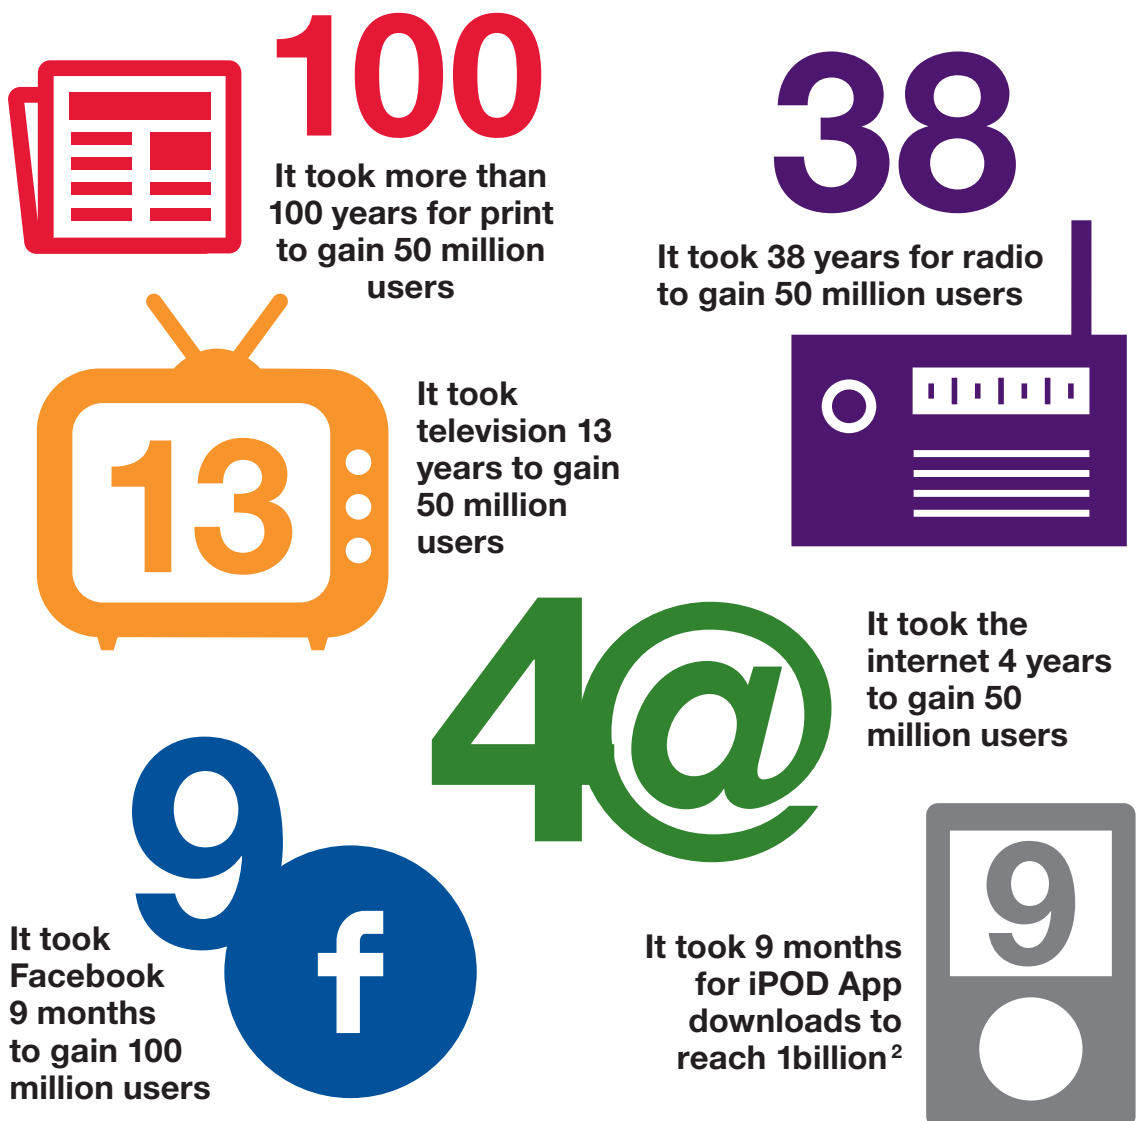 100
It took more than
100 years for print
to gain 50 million
users
38
It took 38 years for radio
to gain 50 million users
13
It took
television 13
years to gain
50 million
users
4@
It took the
internet 4 years
to gain 50
million users
9
f
It took
Facebook
9 months
to gain 100
million users
9
It took 9 months
for iPOD App
downloads to
reach 1billion²